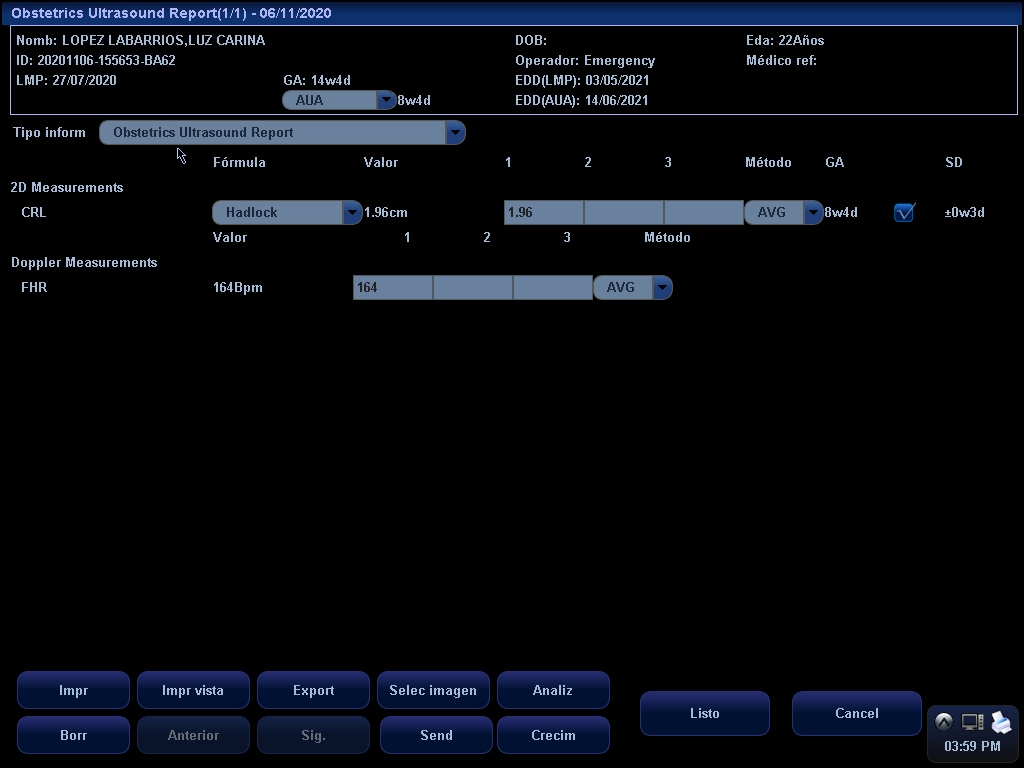 Obstetrics Ultrasound Report(1/1) - 06/11/2020
Nomb: LOPEZ LABARRIOS,LUZ CARINA DOB: Eda: 22Años
ID: 20201106-155653-BA62 Operador: Emergency Médico ref:
LMP: 27/07/2020 GA: 14w4d EDD(LMP): 03/05/2021
AUA 8w4d EDD(AUA): 14/06/2021
Tipo inform Obstetrics Ultrasound Report
Fórmula Valor 1 2 3 Método GA SD
2D Measurements
CRL Hadlock 1.96cm 1.96 AVG 8w4d ±0w3d
Valor 1 2 3 Método
Doppler Measurements
FHR 164Bpm 164 AVG
Impr Impr vista Export Selec imagen Analiz
Listo Cancel
Borr Anterior Sig. Send Crecim
03:59 PM